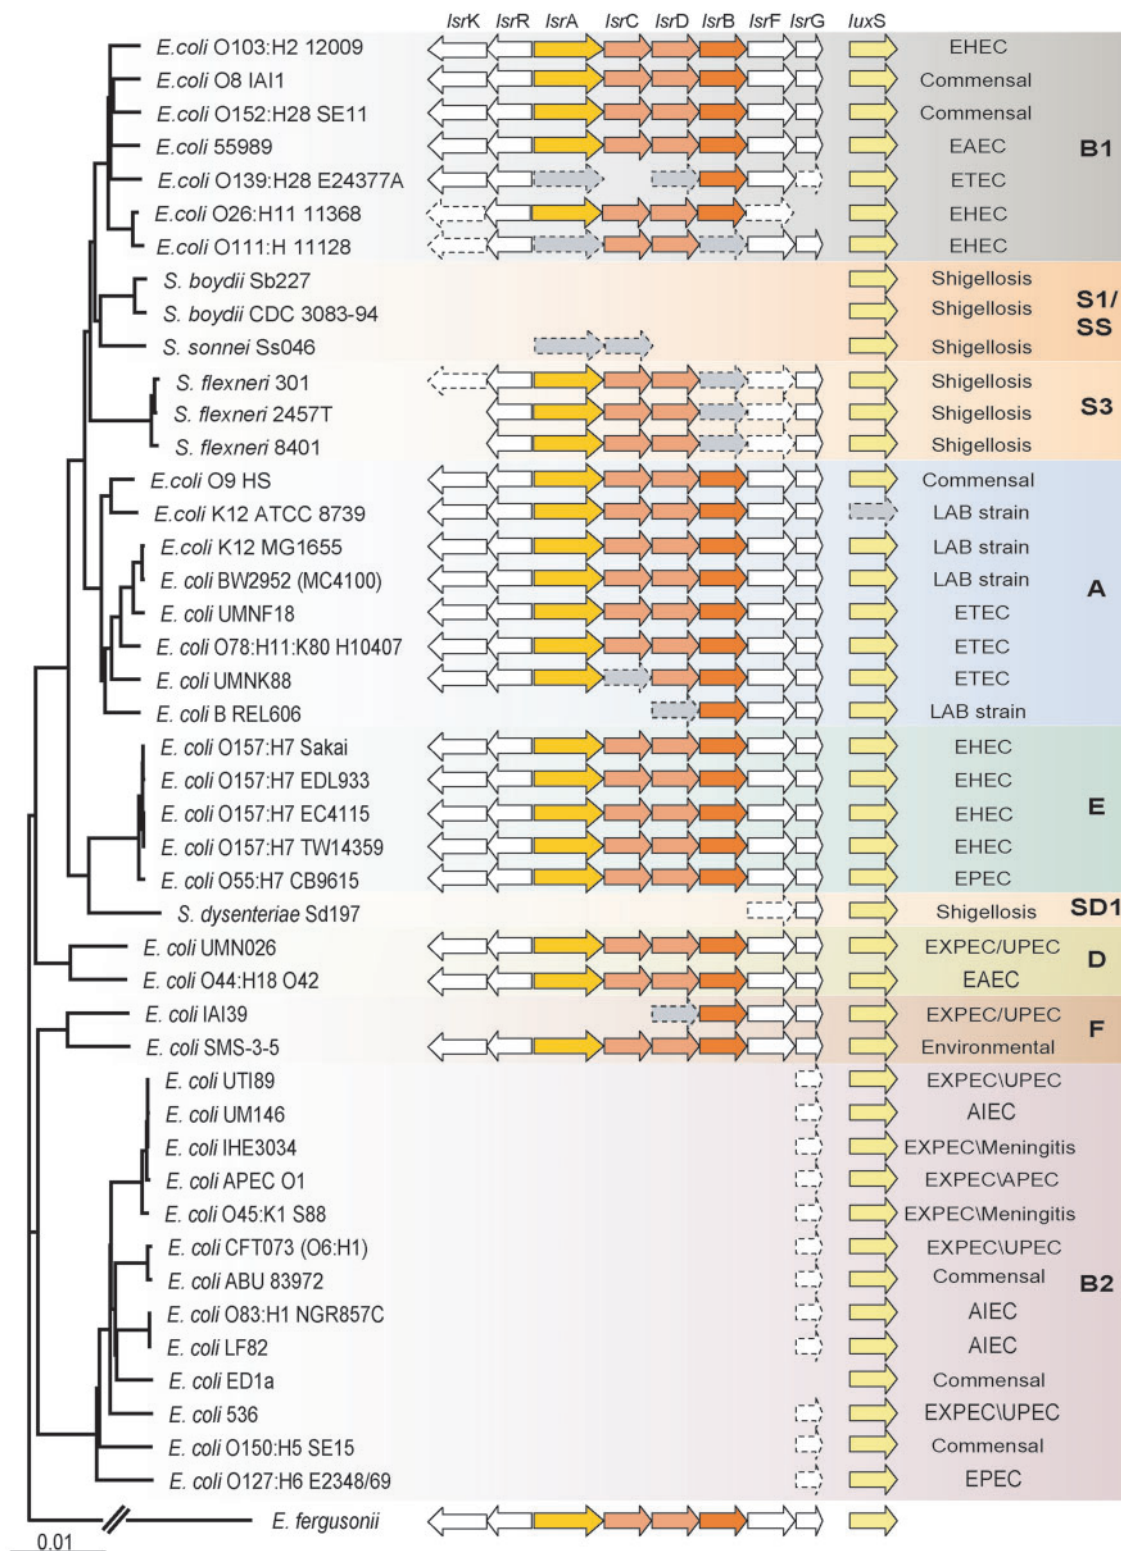 lsrK lsrR lsrA lsrC lsrD lsrB lsrF lsrG luxS
E.coli O103:H2 12009 EHEC
E.coli O8 IAI1 Commensal
E.coli O152:H28 SE11 Commensal
E.coli 55989 EAEC
B1
E.coli O139:H28 E24377A ETEC
E.coli O26:H11 11368 EHEC
E.coli O111:H 11128 EHEC
S. boydii Sb227 Shigellosis
S1/
S. boydii CDC 3083-94 Shigellosis
SS
S. sonnei Ss046 Shigellosis
S. flexneri 301 Shigellosis
S3
S. flexneri 2457T Shigellosis
S. flexneri 8401 Shigellosis
E.coli O9 HS Commensal
E.coli K12 ATCC 8739 LAB strain
E.coli K12 MG1655 LAB strain
E. coli BW2952 (MC4100) LAB strain
A
E. coli UMNF18 ETEC
E. coli O78:H11:K80 H10407 ETEC
E. coli UMNK88 ETEC
E. coli B REL606 LAB strain
E. coli O157:H7 Sakai EHEC
E. coli O157:H7 EDL933 EHEC
E. coli O157:H7 EC4115 EHEC
E
E. coli O157:H7 TW14359 EHEC
E. coli O55:H7 CB9615 EPEC
S. dysenteriae Sd197 Shigellosis SD1
E. coli UMN026 EXPEC/UPEC
D
E. coli O44:H18 O42 EAEC
E. coli IAI39 EXPEC/UPEC
F
E. coli SMS-3-5 Environmental
E. coli UTI89 EXPEC\UPEC
E. coli UM146 AIEC
E. coli IHE3034 EXPEC\Meningitis
E. coli APEC O1 EXPEC\APEC
E. coli O45:K1 S88 EXPEC\Meningitis
E. coli CFT073 (O6:H1) EXPEC\UPEC
E. coli ABU 83972 Commensal
B2
E. coli O83:H1 NGR857C AIEC
E. coli LF82 AIEC
E. coli ED1a Commensal
E. coli 536 EXPEC\UPEC
E. coli O150:H5 SE15 Commensal
E. coli O127:H6 E2348/69 EPEC
E. fergusonii
0.01